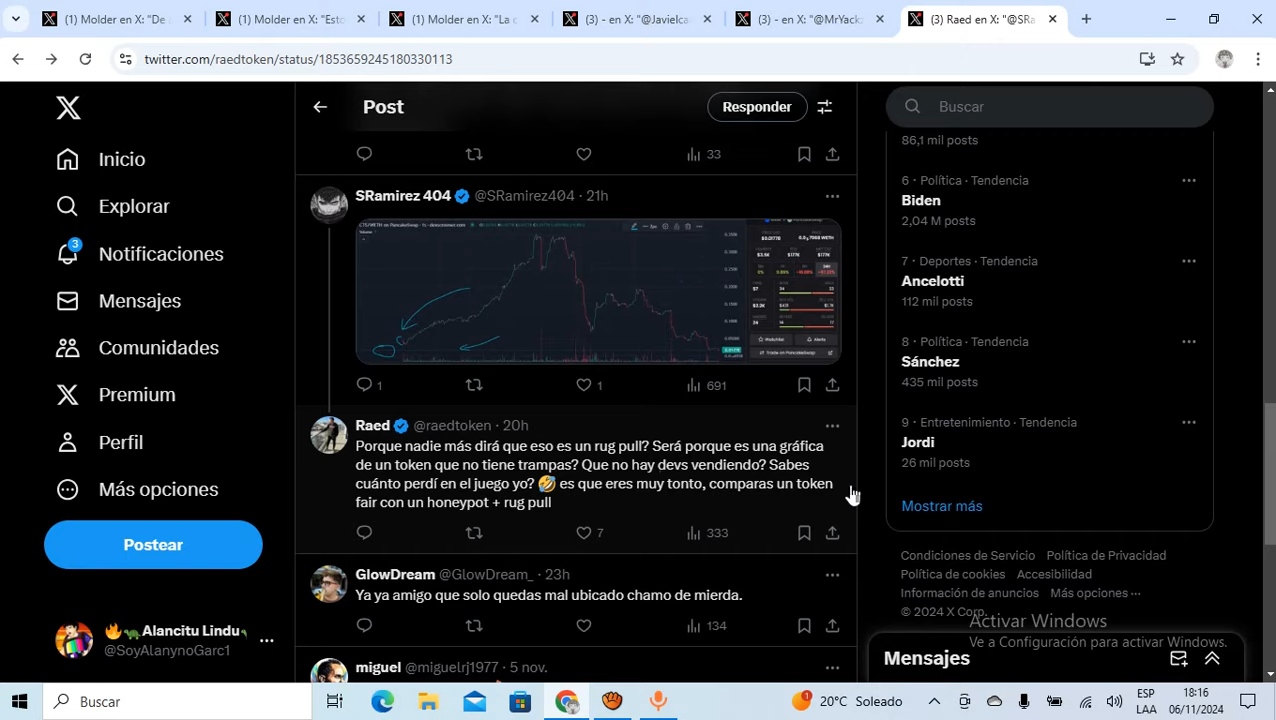 (1) Molder en X: "De a
(1) Molder en X: "Esto
(1) Molder en X: "La c
(3) - en X: "@Javielca
(3) - en X: "@MrYack
(3) Raed en X: "@SRa
twitter.com/raedtoken/status/1853659245180330113
Inicio
Explorar
3
Notificaciones
Mensajes
Comunidades
Premium
Perfil
Más opciones
Postear
Alancitu Lindu
@SoyAlanynoGarc1
Post
Responder
33
SRamirez 404 @SRamirez404 · 21h
1
1
691
Raed @raedtoken · 20h
Porque nadie más dirá que eso es un rug pull? Será porque es una gráfica
de un token que no tiene trampas? Que no hay devs vendiendo? Sabes
cuánto perdí en el juego yo? 🤣 es que eres muy tonto, comparas un token
fair con un honeypot + rug pull
7
333
GlowDream @GlowDream_ · 23h
Ya ya amigo que solo quedas mal ubicado chamo de mierda.
134
miguel @miguelrj1977 · 5 nov.
Buscar
86,1 mil posts
6 · Política · Tendencia
Biden
2,04 M posts
7 · Deportes · Tendencia
Ancelotti
112 mil posts
8 · Política · Tendencia
Sánchez
435 mil posts
9 · Entretenimiento · Tendencia
Jordi
26 mil posts
Mostrar más
Condiciones de Servicio Política de Privacidad
Política de cookies Accesibilidad
Información de anuncios Más opciones ···
© 2024 X Corp.
Activar Windows
Ve a Configuración para activar Windows.
Mensajes
Buscar
1
20°C Soleado
ESP
LAA
18:16
06/11/2024